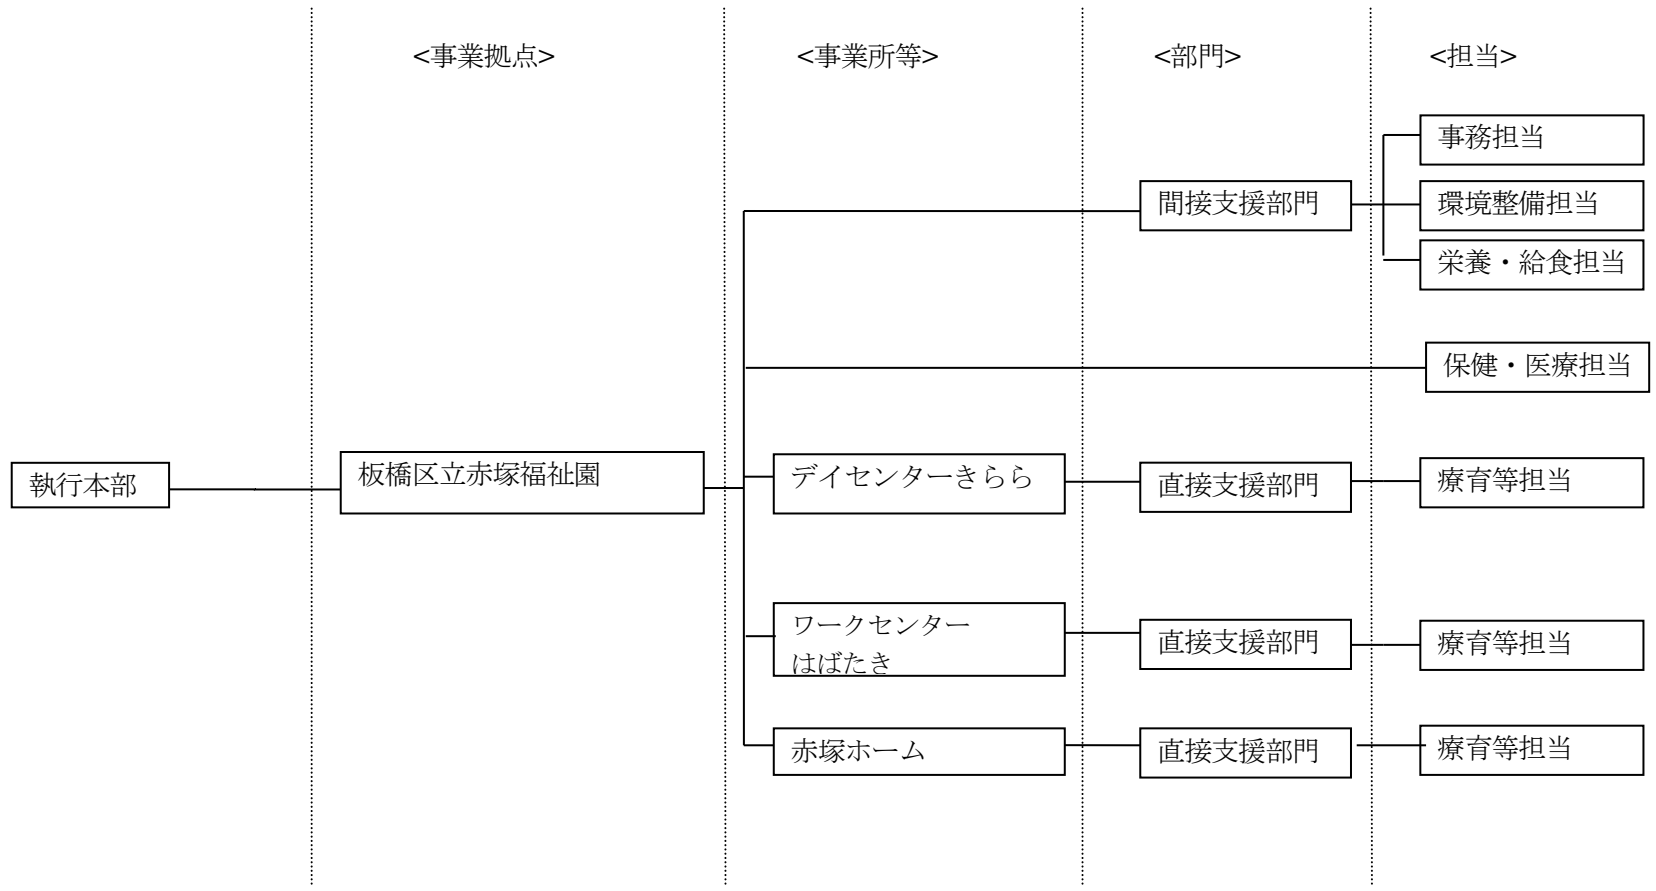 <事業拠点>
<事業所等>
<部門>
<担当>
事務担当
間接支援部門
環境整備担当
栄養・給食担当
保健・医療担当
執行本部
板橋区立赤塚福祉園
デイセンターきらら
直接支援部門
療育等担当
ワークセンター
はばたき
直接支援部門
療育等担当
赤塚ホーム
直接支援部門
療育等担当